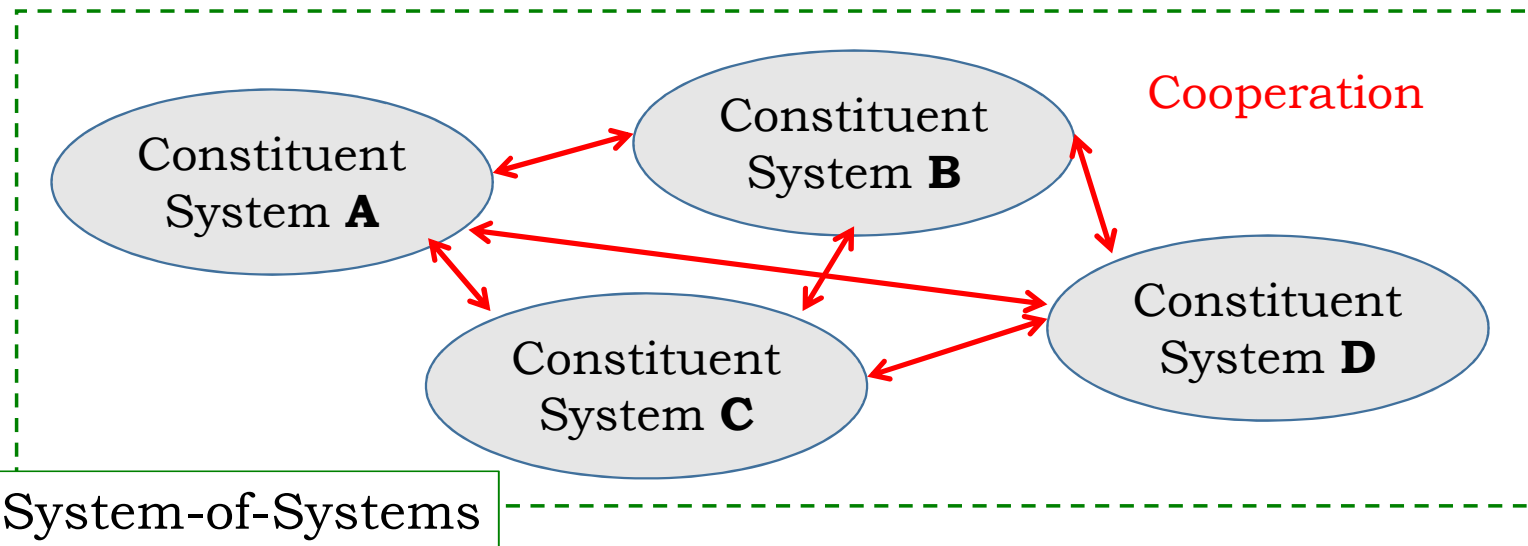 Cooperation
Constituent
System B
Constituent
System A
Constituent
System D
Constituent
System C
System-of-Systems